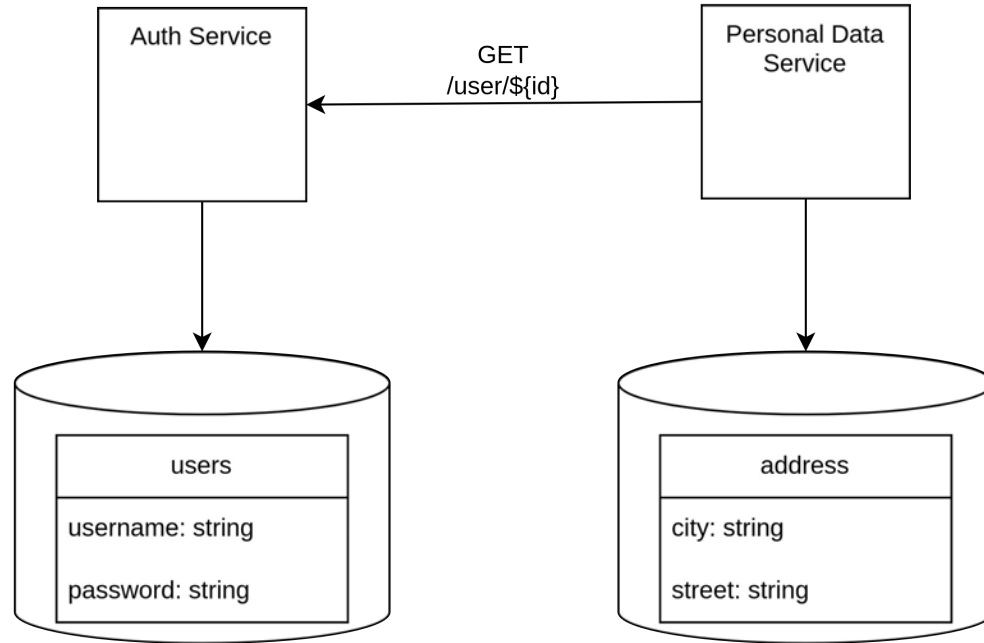 Auth Service
GET
/user/${id}
Personal Data
Service
users
username: string
password: string
address
city: string
street: string